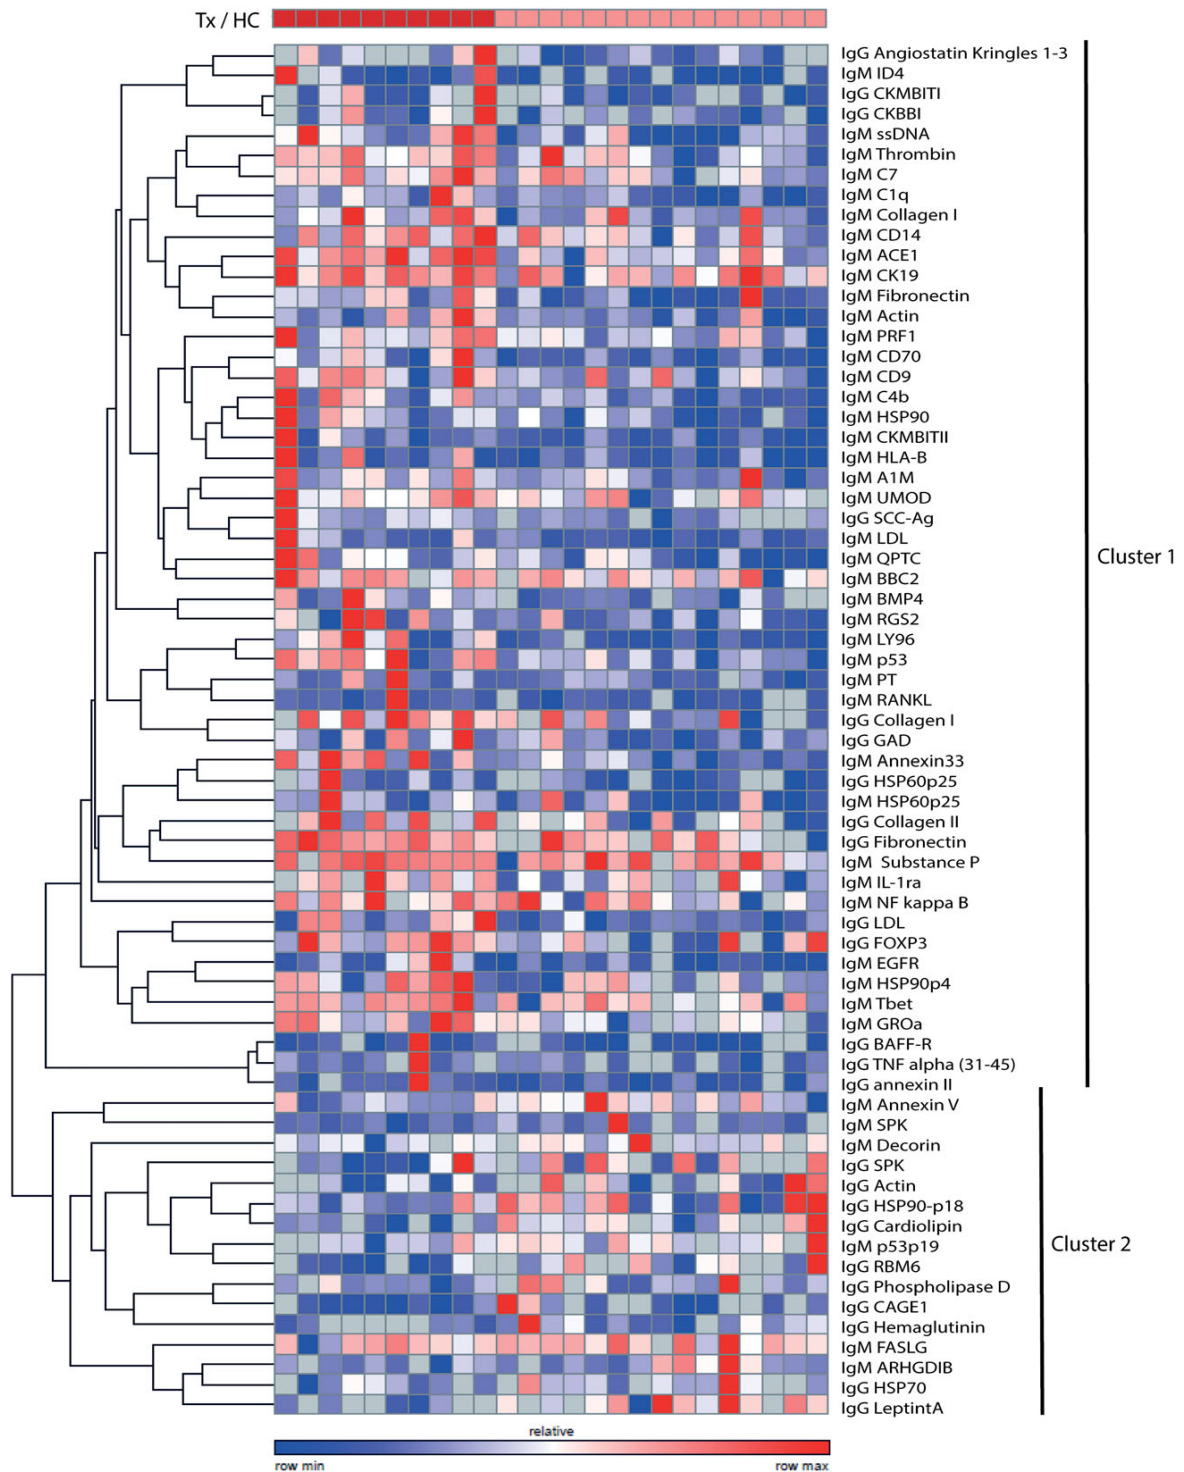 Tx / HC
IgG Angiostatin Kringles 1-3
IgM ID4
IgG CKMBITI
IgG CKBBI
IgM ssDNA
IgM Thrombin
IgM C7
IgM C1q
IgM Collagen I
IgM CD14
IgM ACE1
IgM CK19
IgM Fibronectin
IgM Actin
IgM PRF1
IgM CD70
IgM CD9
IgM C4b
IgM HSP90
IgM CKMBITII
IgM HLA-B
IgM A1M
IgM UMOD
IgG SCC-Ag
IgM LDL
IgM QPTC
IgM BBC2
IgM BMP4
IgM RGS2
IgM LY96
IgM p53
IgM PT
IgM RANKL
IgG Collagen I
IgG GAD
IgM Annexin33
IgG HSP60p25
IgM HSP60p25
IgG Collagen II
IgG Fibronectin
IgM  Substance P
IgM IL-1ra
IgM NF kappa B
IgG LDL
IgG FOXP3
IgM EGFR
IgM HSP90p4
IgM Tbet
IgM GROa
IgG BAFF-R
IgG TNF alpha (31-45)
IgG annexin II
Cluster 1
IgM Annexin V
IgM SPK
IgM Decorin
IgG SPK
IgG Actin
IgG HSP90-p18
IgG Cardiolipin
IgM p53p19
IgG RBM6
IgG Phospholipase D
IgG CAGE1
IgG Hemaglutinin
IgM FASLG
IgM ARHGDIB
IgG HSP70
IgG LeptintA
Cluster 2
relative
row min
row max